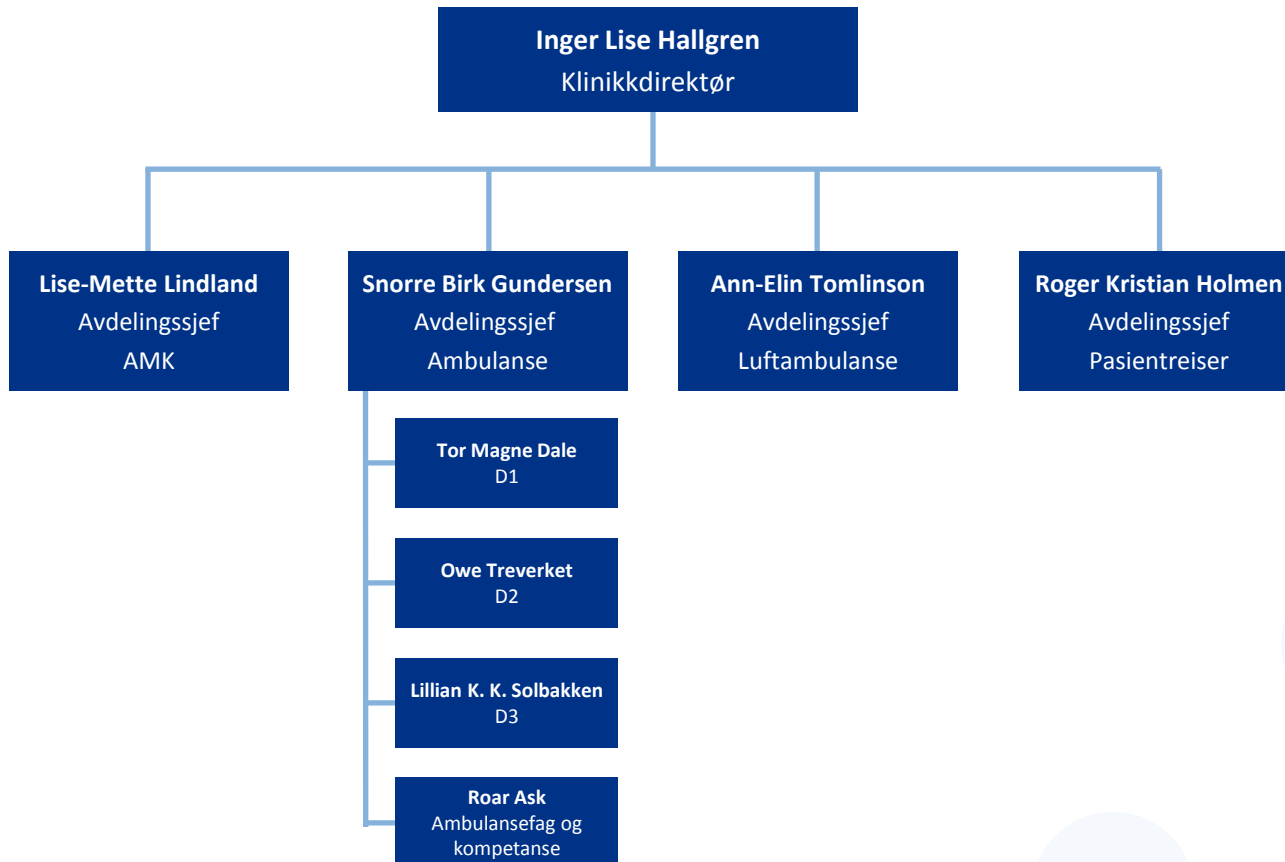 Inger Lise Hallgren
Klinikkdirektør
Lise-Mette Lindland
Avdelingssjef
AMK
Snorre Birk Gundersen
Avdelingssjef
Ambulanse
Ann-Elin Tomlinson
Avdelingssjef
Luftambulanse
Roger Kristian Holmen
Avdelingssjef
Pasientreiser
Tor Magne Dale
D1
Owe Treverket
D2
Lillian K. K. Solbakken
D3
Roar Ask
Ambulansefag og
kompetanse